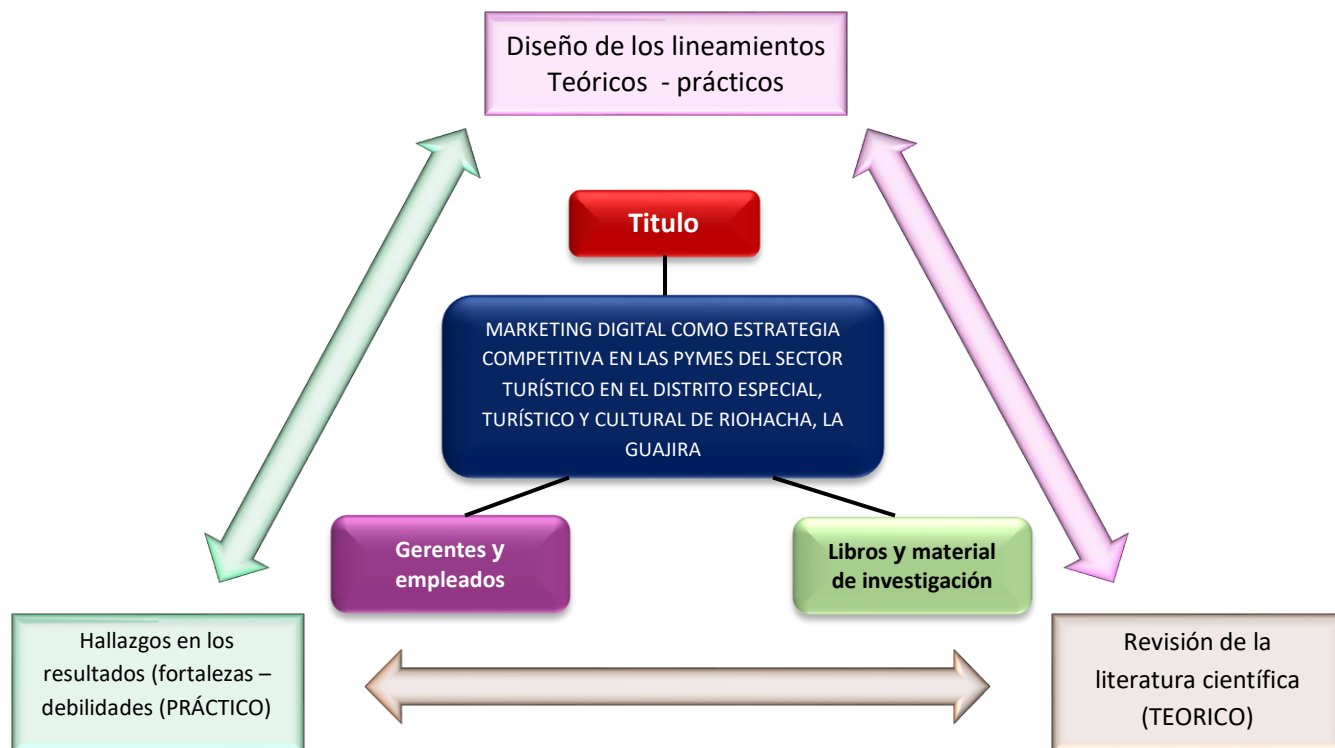 Diseño de los lineamientos
Teóricos - prácticos
Titulo
MARKETING DIGITAL COMO ESTRATEGIA
COMPETITIVA EN LAS PYMES DEL SECTOR
TURÍSTICO EN EL DISTRITO ESPECIAL,
TURÍSTICO Y CULTURAL DE RIOHACHA, LA
GUAJIRA
Gerentes y
empleados
Libros y material
de investigación
Hallazgos en los
resultados (fortalezas –
debilidades (PRÁCTICO)
Revisión de la
literatura científica
(TEORICO)